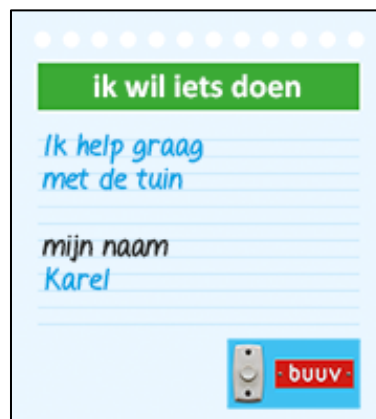 ik wil iets doen
Ik help graag
met de tuin
mijn naam
Karel
- buuv -